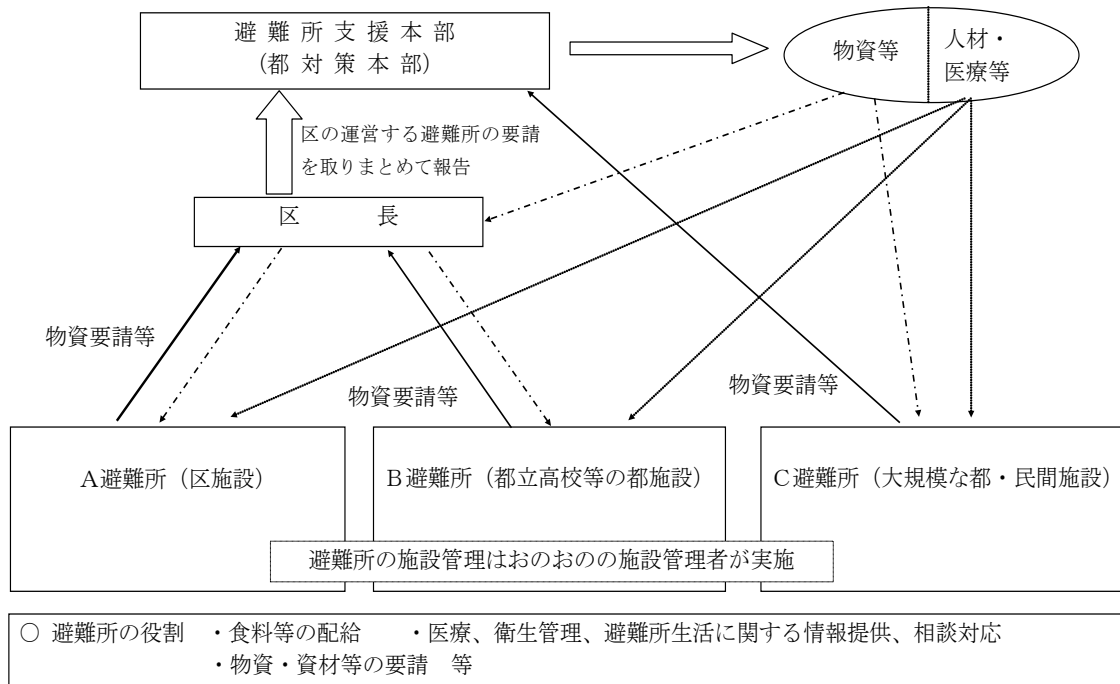 避難所支援本部
(都対策本部)
物資等
人材・
医療等
区の運営する避難所の要請
を取りまとめて報告
区　　長
物資要請等
物資要請等
物資要請等
A避難所（区施設）
B避難所（都立高校等の都施設）
C避難所（大規模な都・民間施設）
避難所の施設管理はおのおのの施設管理者が実施
○ 避難所の役割　・食料等の配給　　・医療、衛生管理、避難所生活に関する情報提供、相談対応
・物資・資材等の要請　等